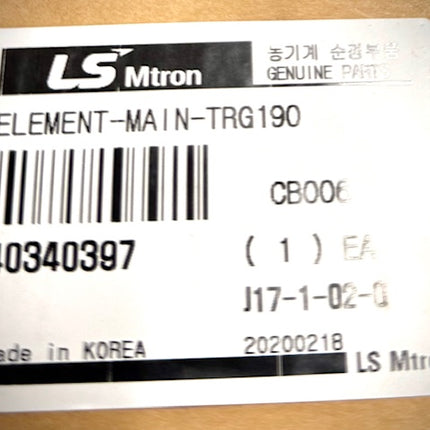 LS Mtron
농기계 순정부품
GENUINE PARTS
ELEMENT-MAIN-TRG190
CB006
40340397
( 1 ) EA
J17-1-02-0
Made in KOREA
20200218
LS Mtron